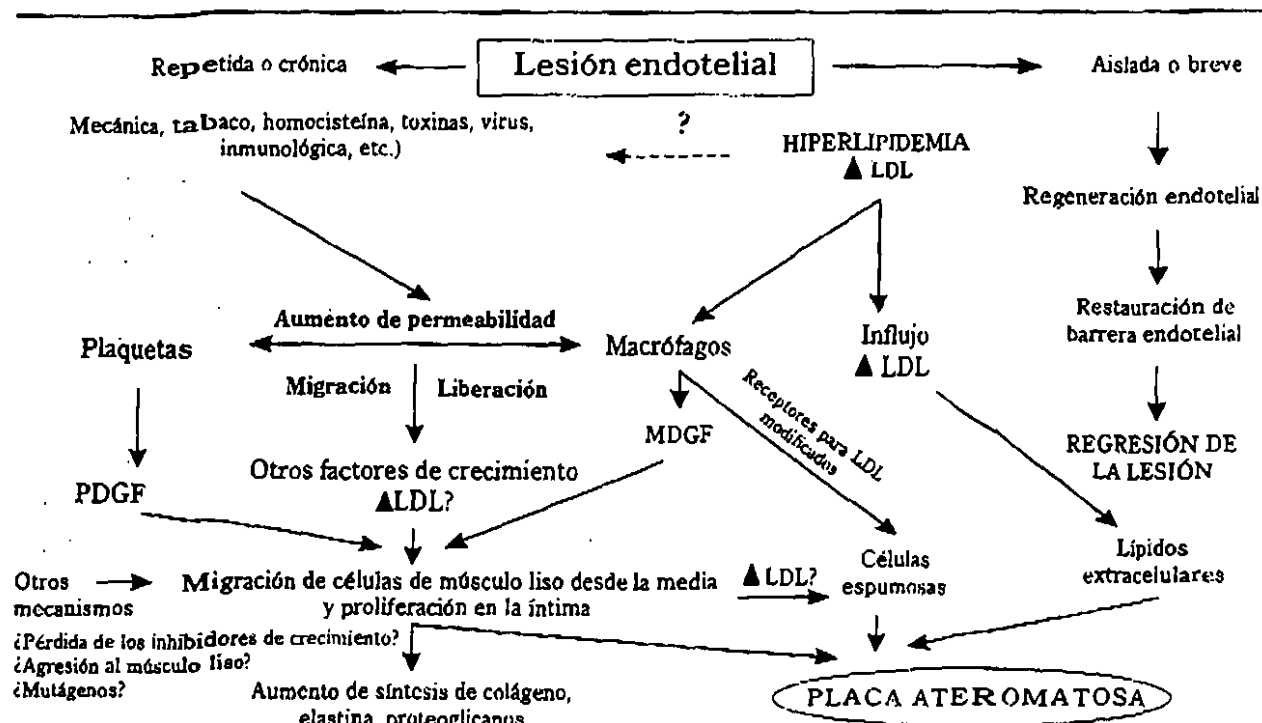 Repetida o crónica
Lesión endotelial
Aislada o breve
Mecánica, tabaco, homocisteína, toxinas, virus,
inmunológica, etc.)
?
HIPERLIPIDEMIA
▲ LDL
Regeneración endotelial
Aumento de permeabilidad
Plaquetas
Macrófagos
Influjo
▲ LDL
Restauración de
barrera endotelial
Migración
Liberación
Receptores para LDL
modificados
MDGF
REGRESIÓN DE
LA LESIÓN
PDGF
Otros factores de crecimiento
▲LDL?
Otros
mecanismos
Migración de células de músculo liso desde la media
y proliferación en la íntima
▲LDL?
Células
espumosas
Lípidos
extracelulares
¿Pérdida de los inhibidores de crecimiento?
¿Agresión al músculo liso?
¿Mutágenos?
Aumento de síntesis de colágeno,
elastina, proteoglicanos
PLACA ATEROMATOSA